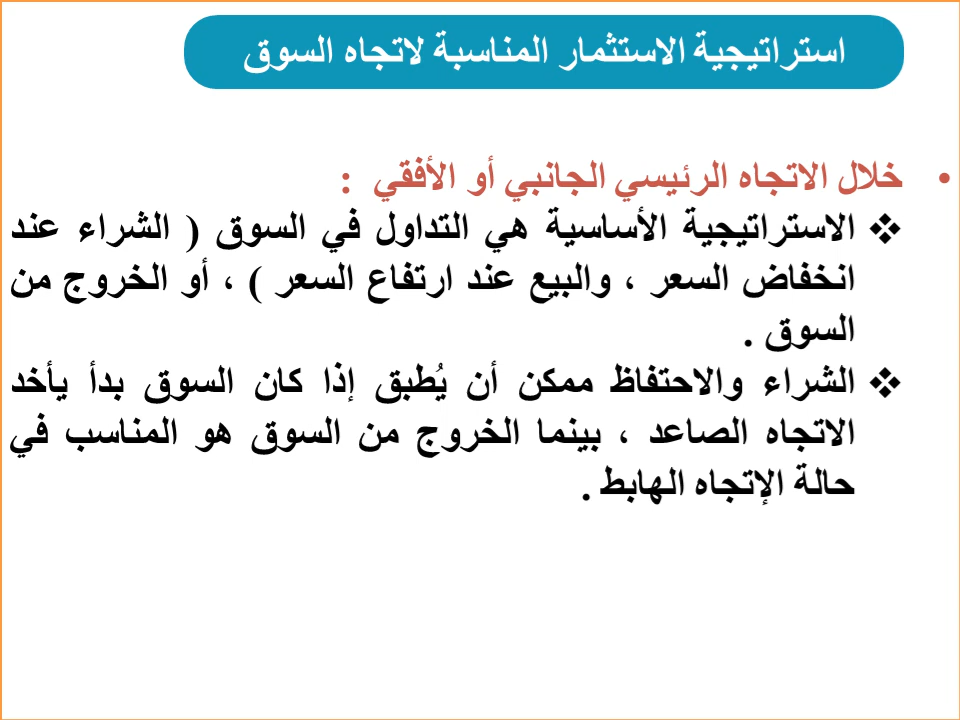 استراتيجية الاستثمار المناسبة لاتجاه السوق
• خلال الاتجاه الرئيسي الجانبي أو الأفقي :
❖ الاستراتيجية الأساسية هي التداول في السوق ( الشراء عند
انخفاض السعر ، والبيع عند ارتفاع السعر ) ، أو الخروج من
السوق .
❖ الشراء والاحتفاظ ممكن أن يُطبق إذا كان السوق بدأ يأخد
الاتجاه الصاعد ، بينما الخروج من السوق هو المناسب في
حالة الإتجاه الهابط .